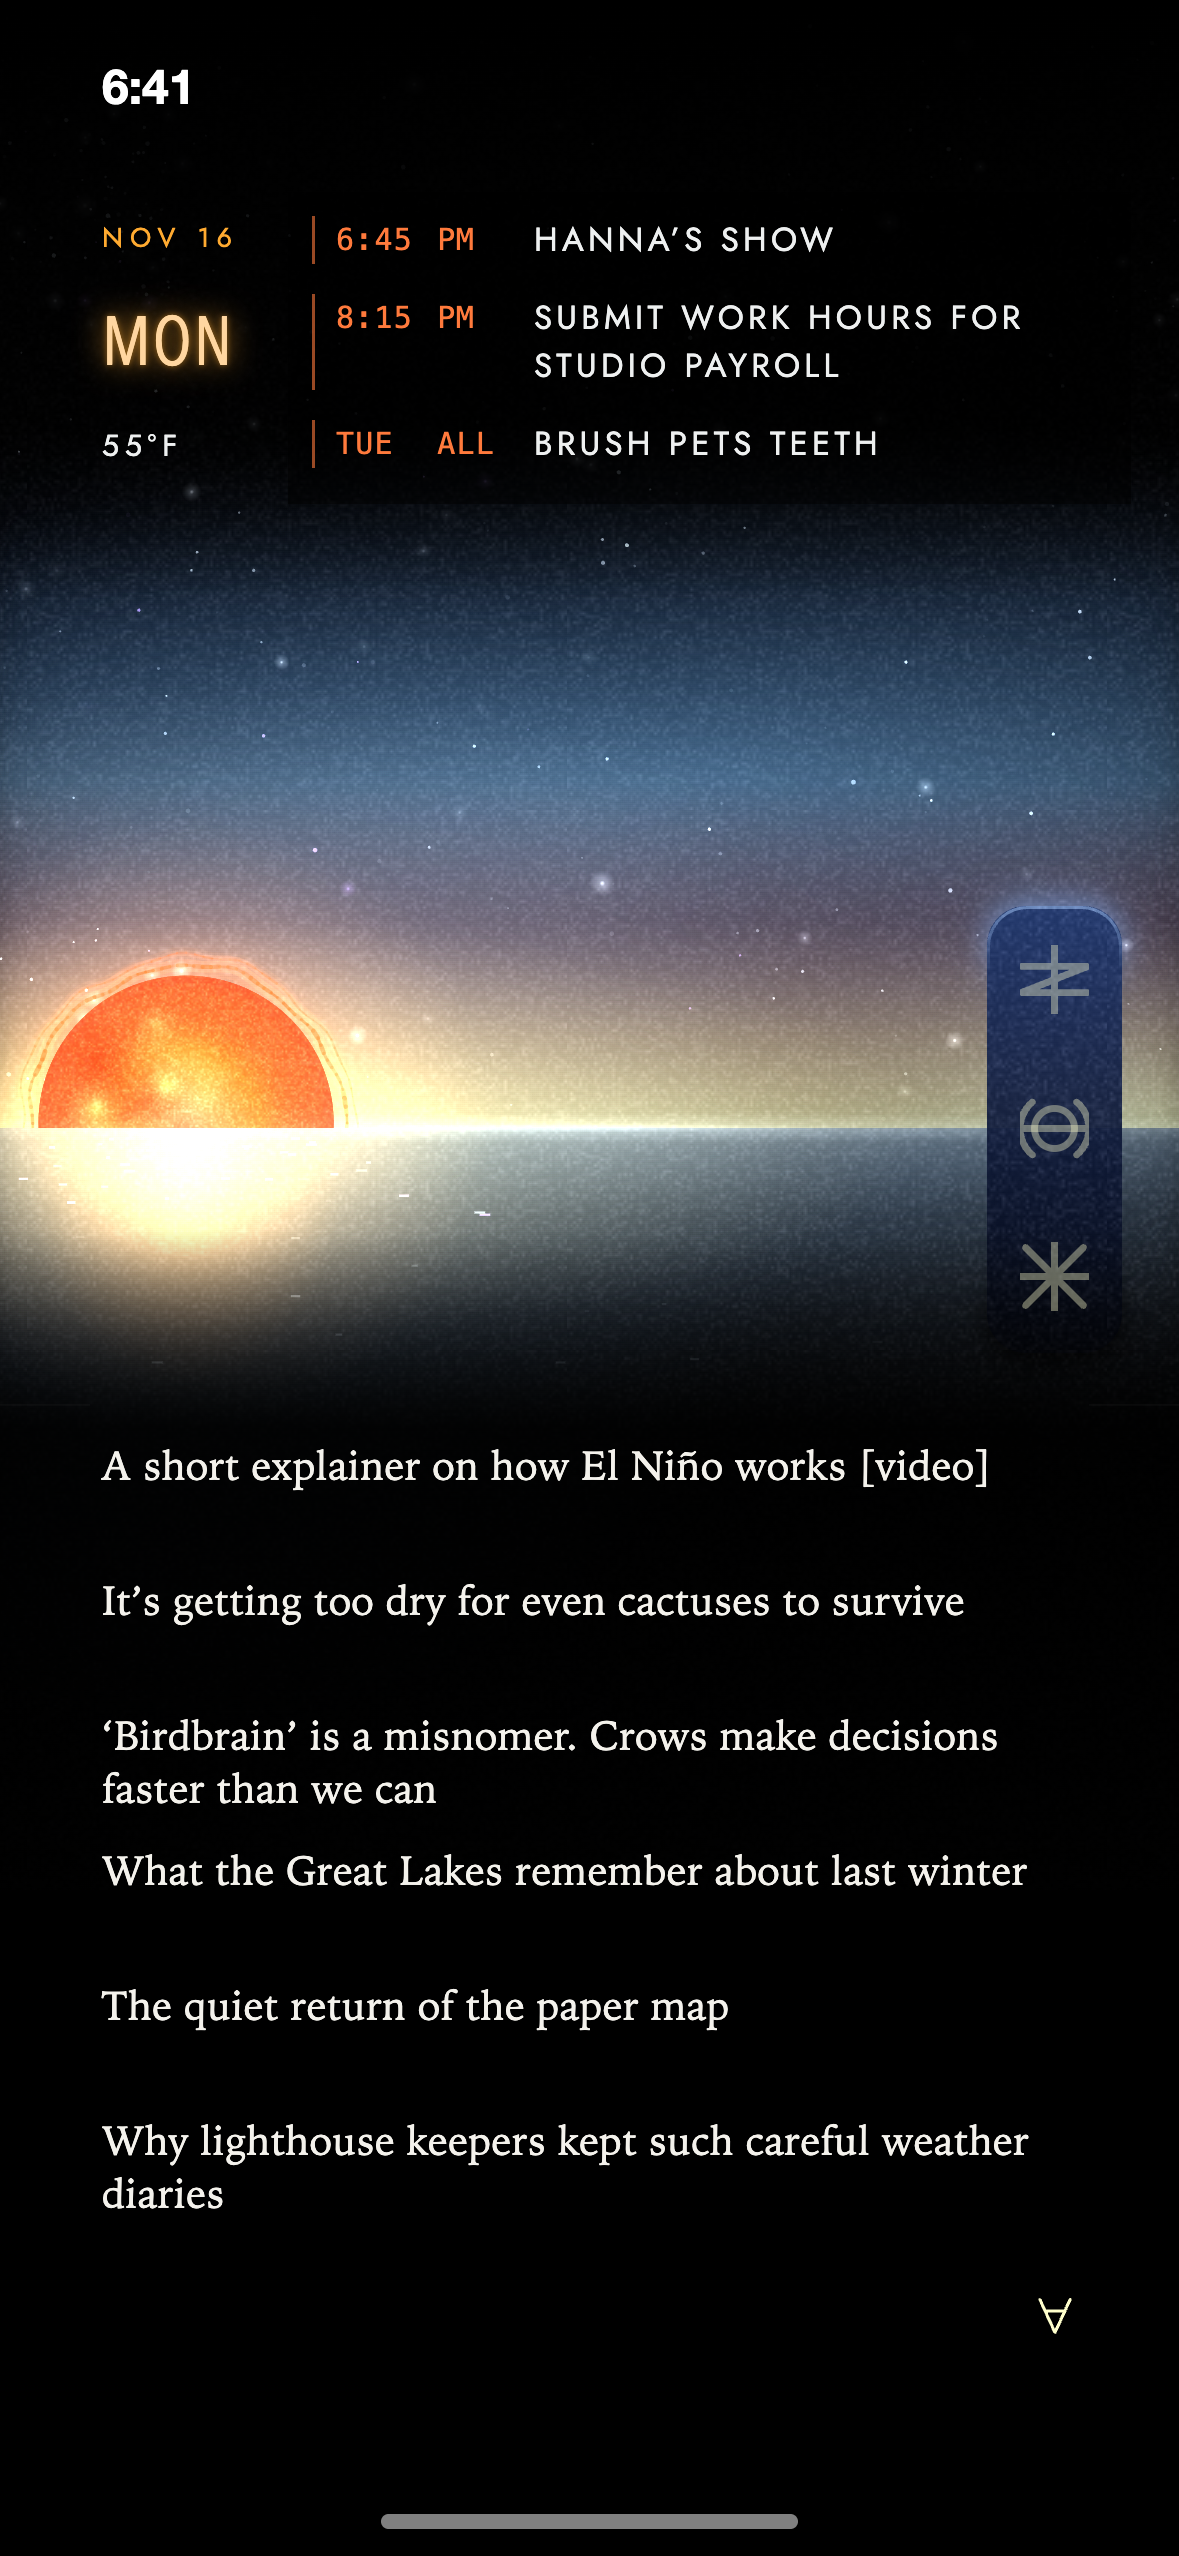 6:41
NOV 16
MON
55°F
6:45 PM HANNA’S SHOW
8:15 PM SUBMIT WORK HOURS FOR
STUDIO PAYROLL
TUE ALL BRUSH PETS TEETH
A short explainer on how El Niño works [video]
It’s getting too dry for even cactuses to survive
‘Birdbrain’ is a misnomer. Crows make decisions
faster than we can
What the Great Lakes remember about last winter
The quiet return of the paper map
Why lighthouse keepers kept such careful weather
diaries